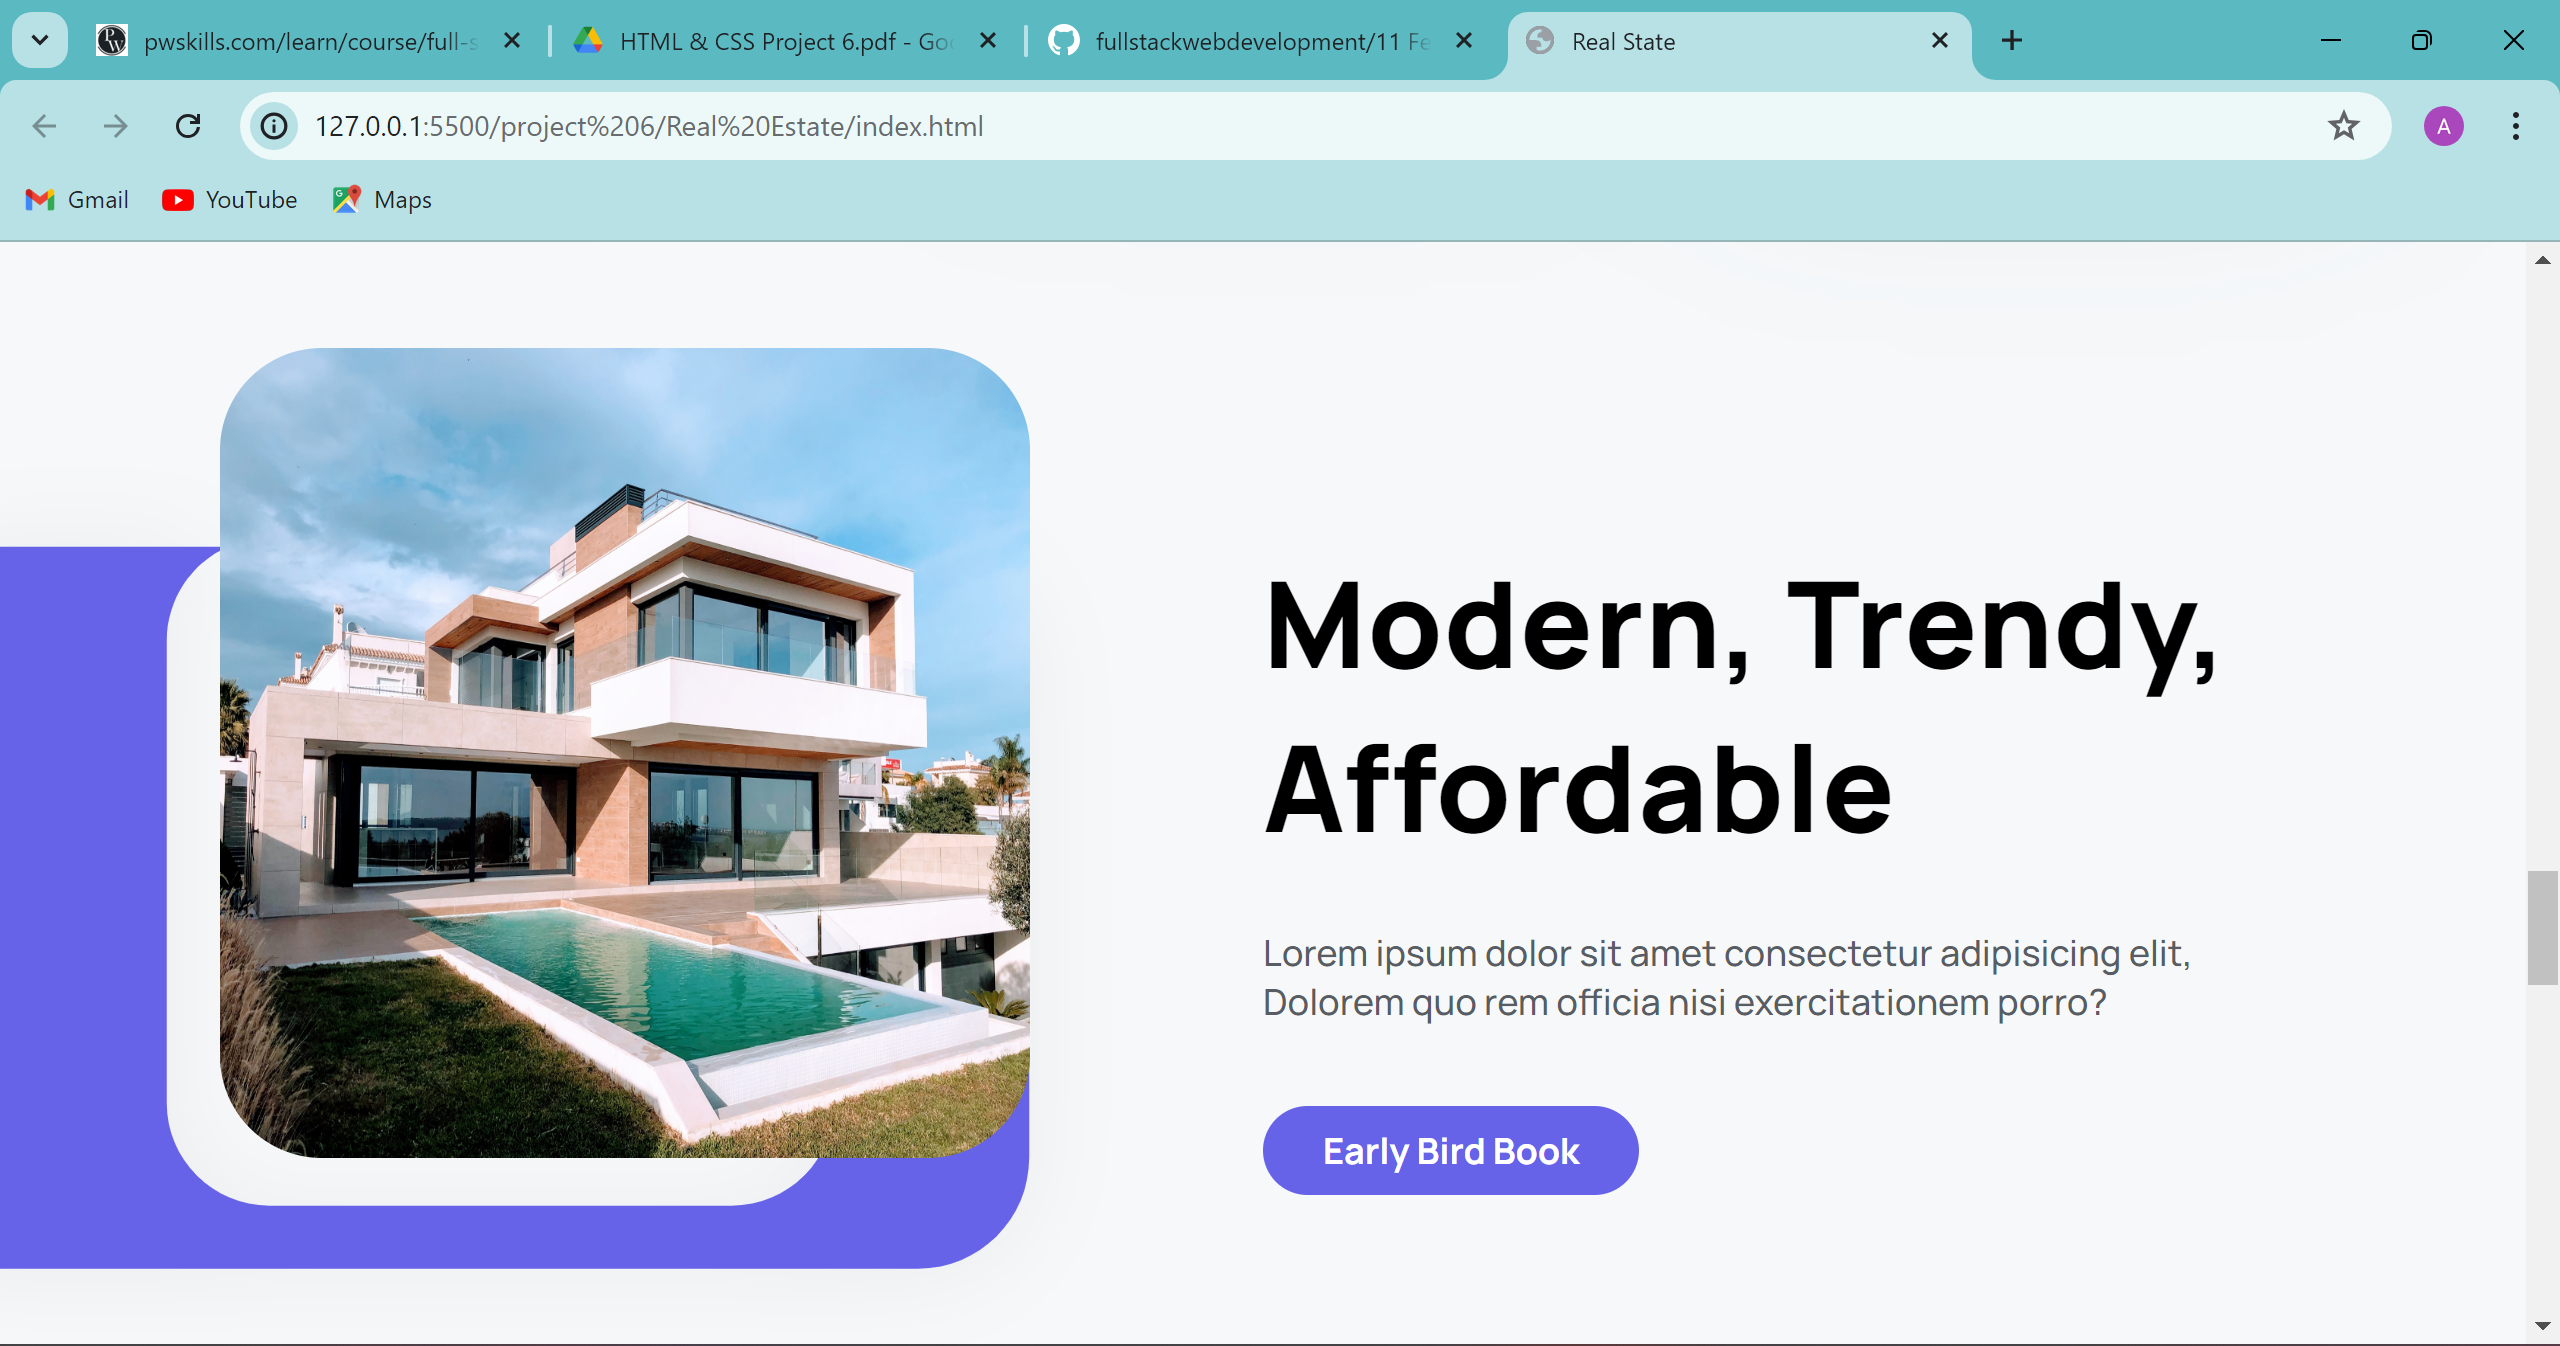 pwskills.com/learn/course/full-s
HTML & CSS Project 6.pdf - Goo
fullstackwebdevelopment/11 Fe
Real State
127.0.0.1:5500/project%206/Real%20Estate/index.html
A
Gmail
YouTube
Maps
Modern, Trendy,
Affordable
Lorem ipsum dolor sit amet consectetur adipisicing elit,
Dolorem quo rem officia nisi exercitationem porro?
Early Bird Book